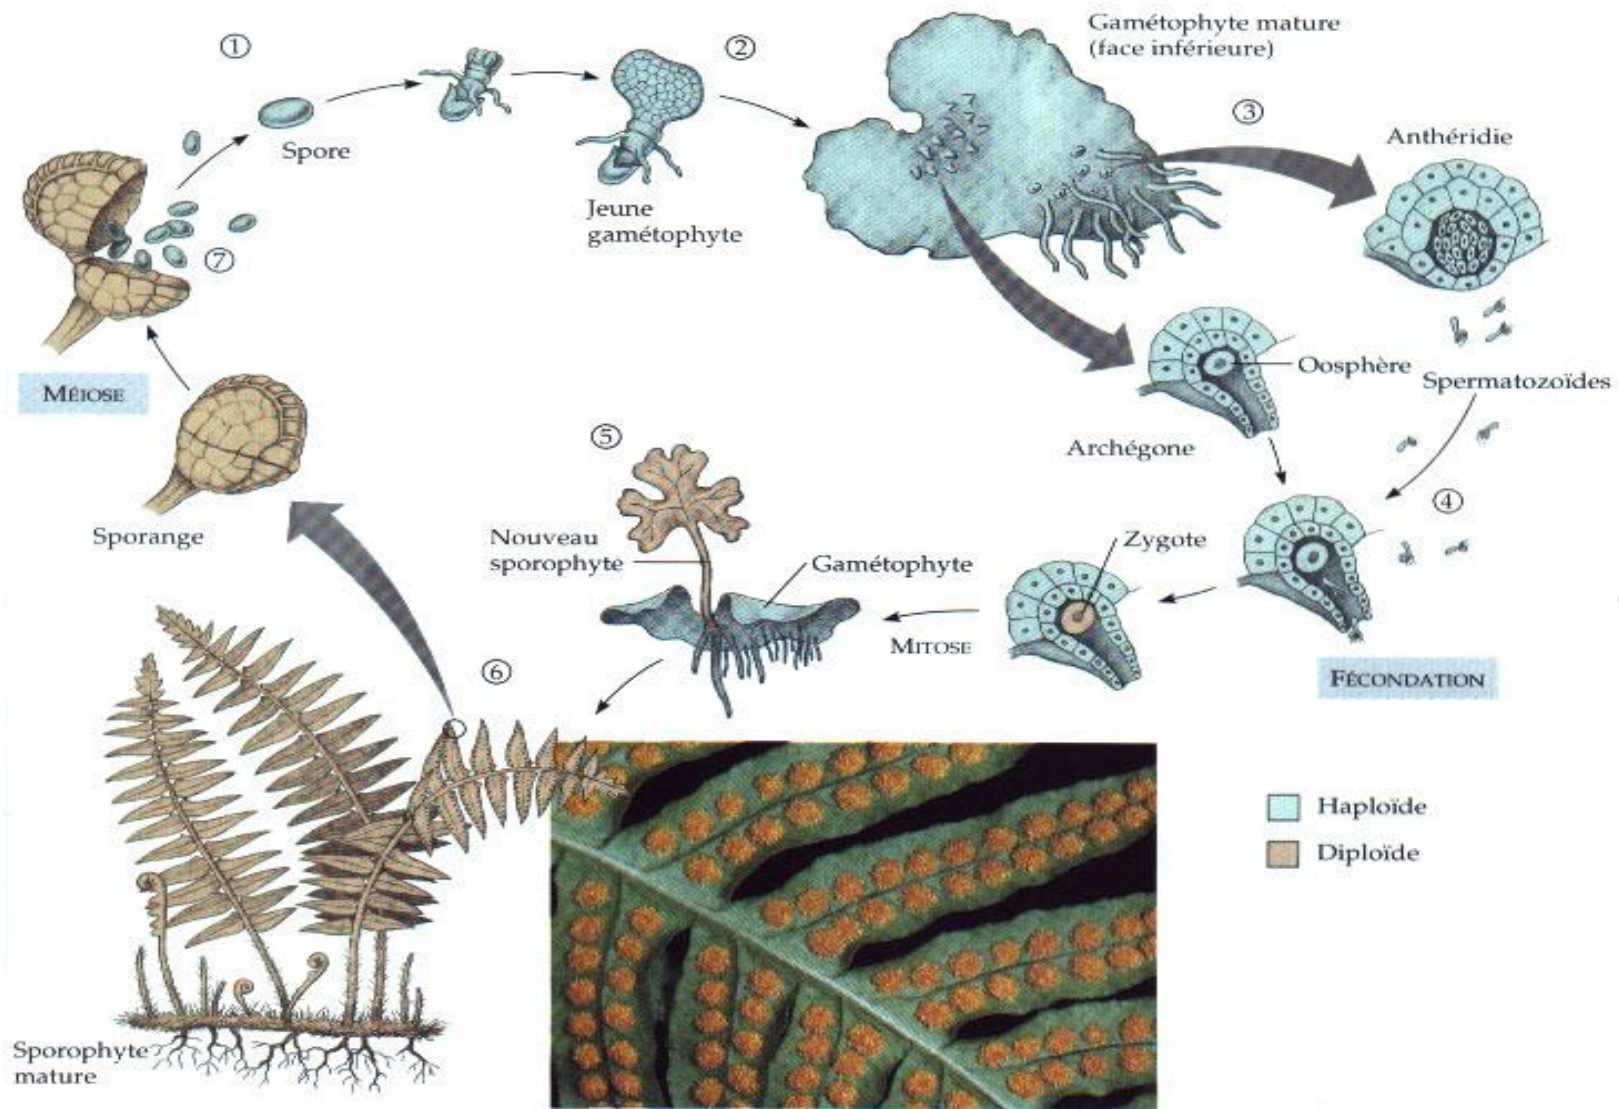 ①
Spore
②
Jeune
gamétophyte
Gamétophyte mature
(face inférieure)
③
Anthéridie
Oosphère
Spermatozoïdes
Archégone
④
FÉCONDATION
Zygote
MITOSE
⑤
Nouveau
sporophyte
Gamétophyte
⑥
Sporophyte
mature
Sporange
MÉIOSE
⑦
Haploïde
Diploïde